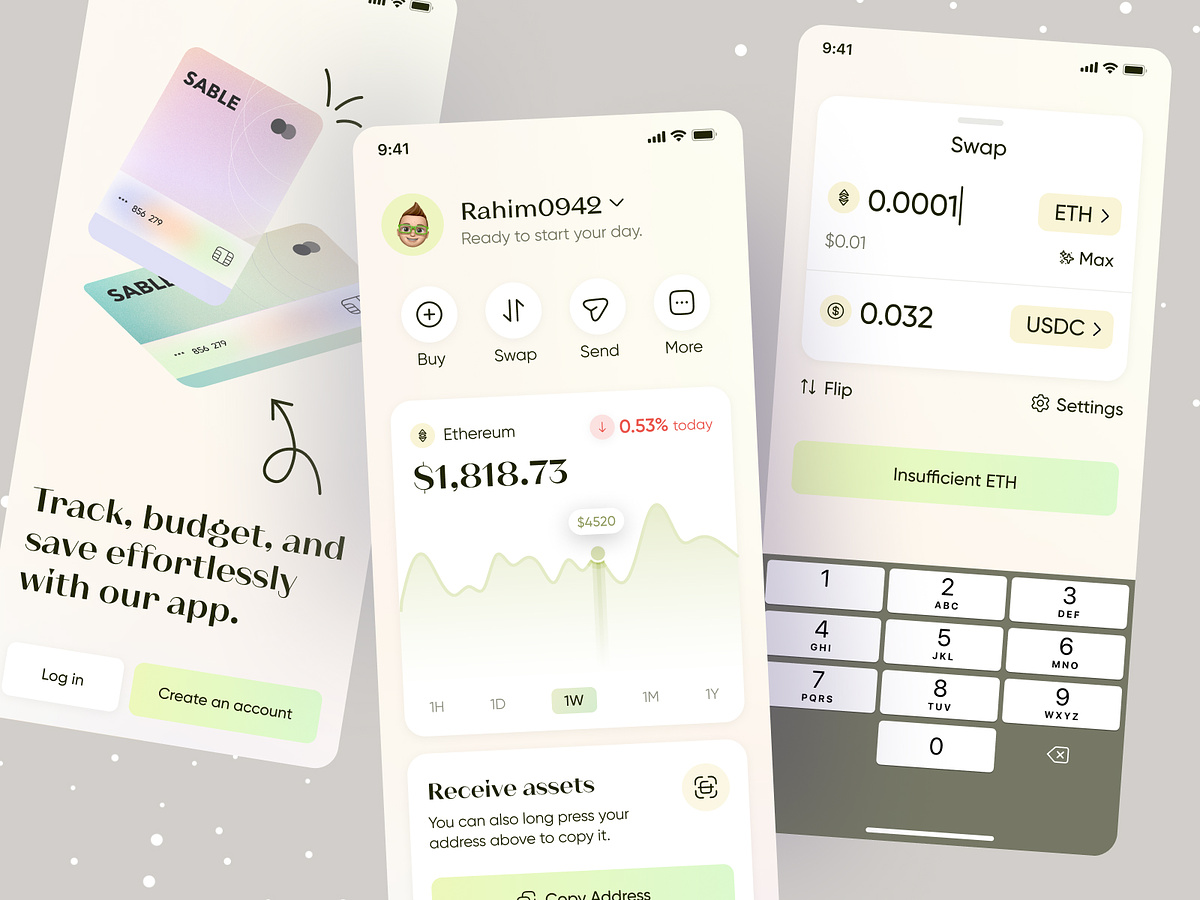 SABLE
••• 856 279
SABLE
••• 856 279
Track, budget, and
save effortlessly
with our app.
Log in
Create an account
9:41
Rahim0942
Ready to start your day.
Buy
Swap
Send
More
Ethereum
0.53% today
$1,818.73
$4520
1H
1D
1W
1M
1Y
Receive assets
You can also long press your
address above to copy it.
Copy Address
9:41
Swap
0.0001
ETH
$0.01
Max
0.032
USDC
Flip
Settings
Insufficient ETH
1
2
ABC
3
DEF
4
GHI
5
JKL
6
MNO
7
PQRS
8
TUV
9
WXYZ
0